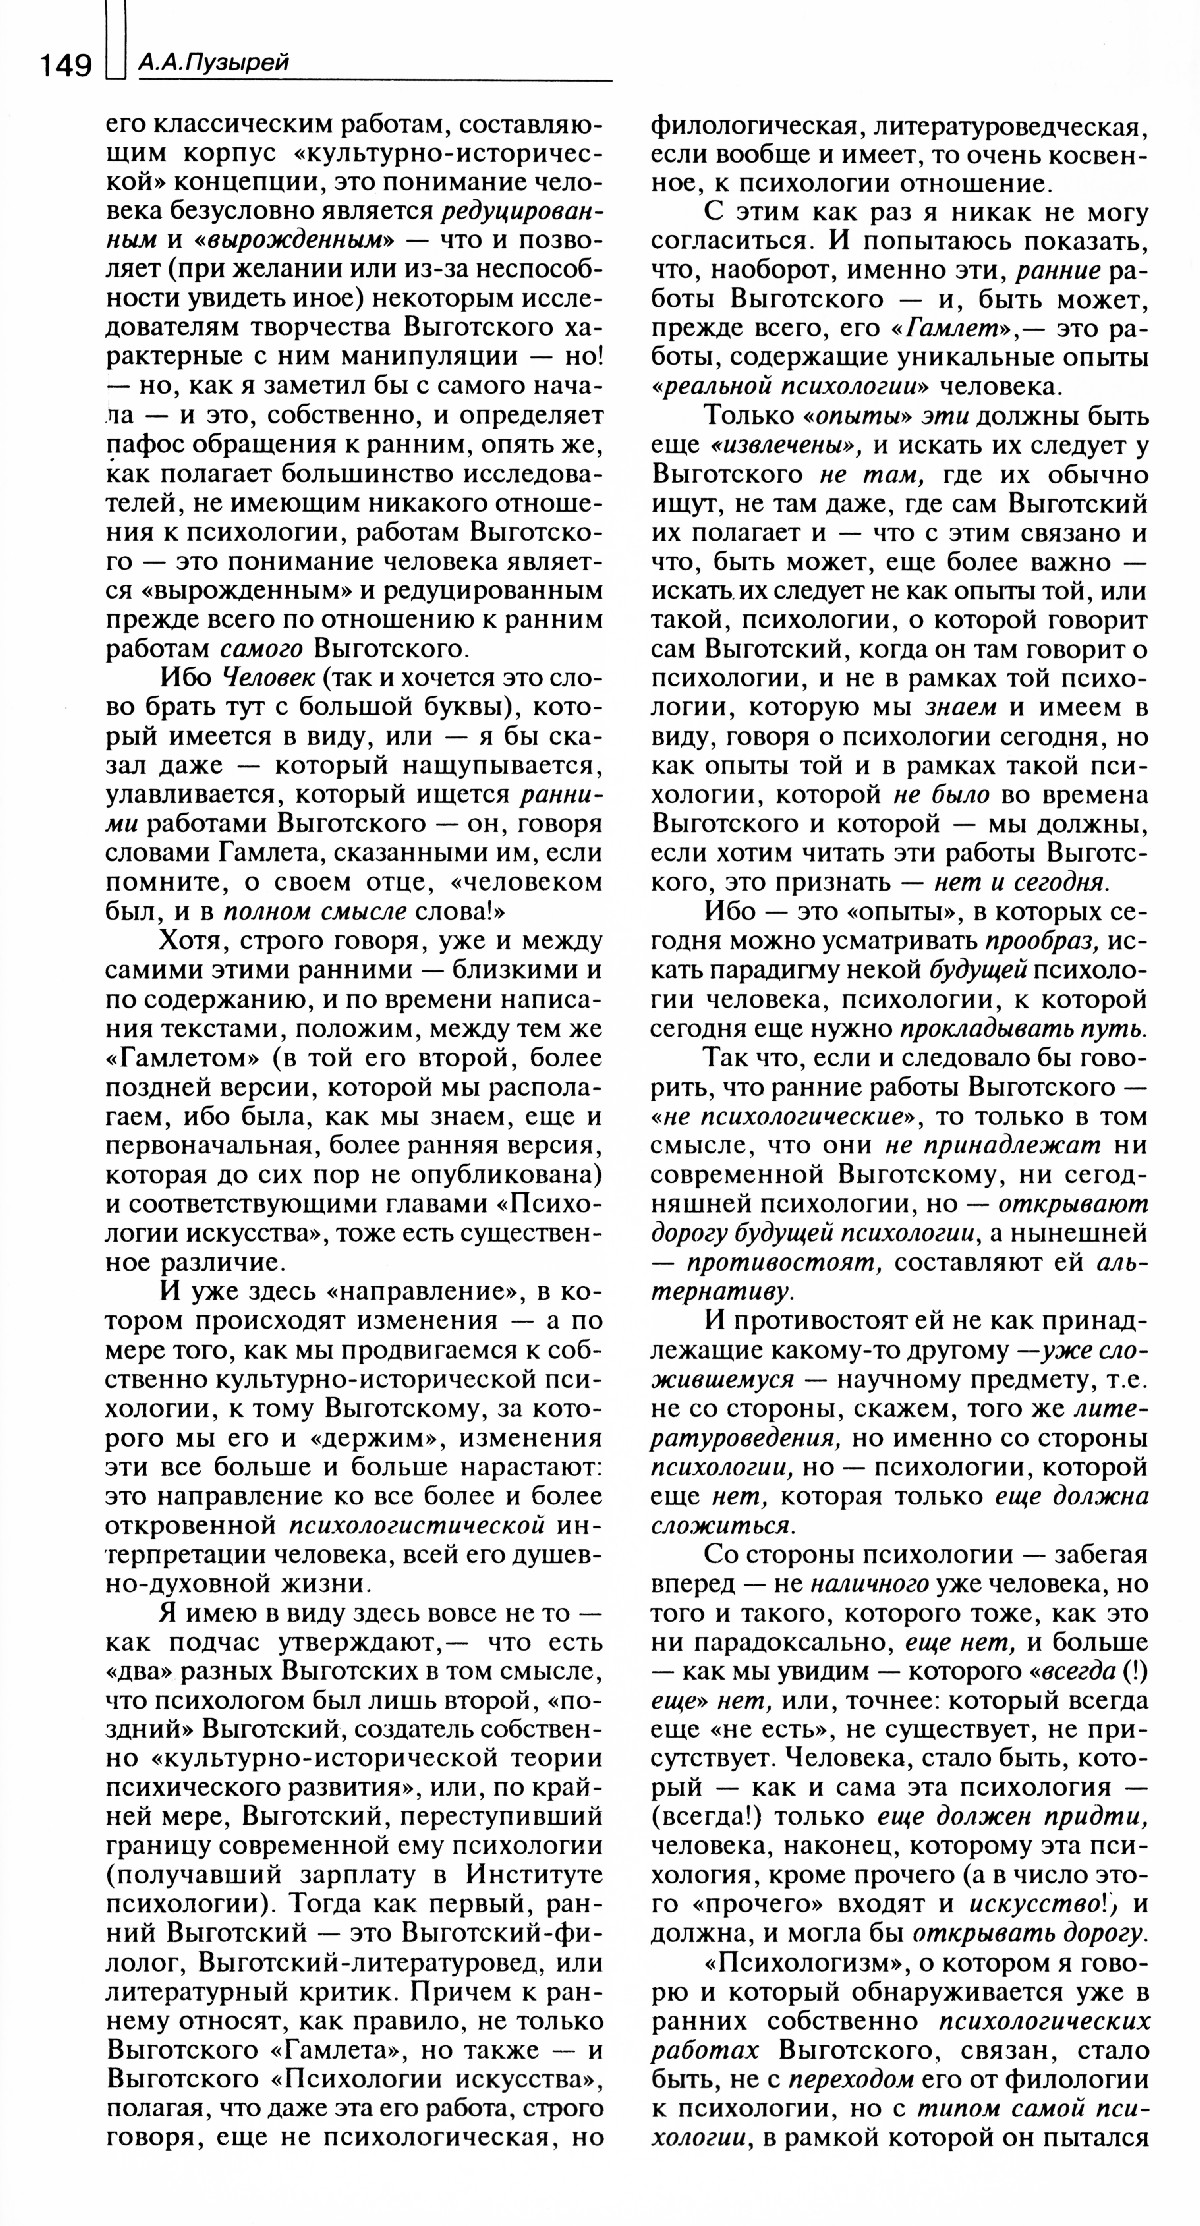 149
А.А.Пузырей
его классическим работам, составляю-
щим корпус «культурно-историчес-
кой» концепции, это понимание чело-
века безусловно является редуцирован-
ным и «вырожденным» — что и позво-
ляет (при желании или из-за неспособ-
ности увидеть иное) некоторым иссле-
дователям творчества Выготского ха-
рактерные с ним манипуляции — но!
— но, как я заметил бы с самого нача-
ла — и это, собственно, и определяет
пафос обращения к ранним, опять же,
как полагает большинство исследова-
телей, не имеющим никакого отноше-
ния к психологии, работам Выготско-
го — это понимание человека являет-
ся «вырожденным» и редуцированным
прежде всего по отношению к ранним
работам самого Выготского.
Ибо Человек (так и хочется это сло-
во брать тут с большой буквы), кото-
рый имеется в виду, или — я бы ска-
зал даже — который нащупывается,
улавливается, который ищется ранни-
ми работами Выготского — он, говоря
словами Гамлета, сказанными им, если
помните, о своем отце, «человеком
был, и в полном смысле слова!»
Хотя, строго говоря, уже и между
самими этими ранними — близкими и
по содержанию, и по времени написа-
ния текстами, положим, между тем же
«Гамлетом» (в той его второй, более
поздней версии, которой мы распола-
гаем, ибо была, как мы знаем, еще и
первоначальная, более ранняя версия,
которая до сих пор не опубликована)
и соответствующими главами «Психо-
логии искусства», тоже есть существен-
ное различие.
И уже здесь «направление», в ко-
тором происходят изменения — а по
мере того, как мы продвигаемся к соб-
ственно культурно-исторической пси-
хологии, к тому Выготскому, за кото-
рого мы его и «держим», изменения
эти все больше и больше нарастают:
это направление ко все более и более
откровенной психологистической ин-
терпретации человека, всей его душев-
но-духовной жизни.
Я имею в виду здесь вовсе не то —
как подчас утверждают,— что есть
«два» разных Выготских в том смысле,
что психологом был лишь второй, «по-
здний» Выготский, создатель собствен-
но «культурно-исторической теории
психического развития», или, по край-
ней мере, Выготский, переступивший
границу современной ему психологии
(получавший зарплату в Институте
психологии). Тогда как первый, ран-
ний Выготский — это Выготский-фи-
лолог, Выготский-литературовед, или
литературный критик. Причем к ран-
нему относят, как правило, не только
Выготского «Гамлета», но также — и
Выготского «Психологии искусства»,
полагая, что даже эта его работа, строго
говоря, еще не психологическая, но
филологическая, литературоведческая,
если вообще и имеет, то очень косвен-
ное, к психологии отношение.
С этим как раз я никак не могу
согласиться. И попытаюсь показать,
что, наоборот, именно эти, ранние ра-
боты Выготского — и, быть может,
прежде всего, его «Гамлет»,— это ра-
боты, содержащие уникальные опыты
«реальной психологии» человека.
Только «опыты» эти должны быть
еще «извлечены», и искать их следует у
Выготского не там, где их обычно
ищут, не там даже, где сам Выготский
их полагает и — что с этим связано и
что, быть может, еще более важно —
искать их следует не как опыты той, или
такой, психологии, о которой говорит
сам Выготский, когда он там говорит о
психологии, и не в рамках той психо-
логии, которую мы знаем и имеем в
виду, говоря о психологии сегодня, но
как опыты той и в рамках такой пси-
хологии, которой не было во времена
Выготского и которой — мы должны,
если хотим читать эти работы Выготс-
кого, это признать — нет и сегодня.
Ибо — это «опыты», в которых се-
годня можно усматривать прообраз, ис-
кать парадигму некой будущей психоло-
гии человека, психологии, к которой
сегодня еще нужно прокладывать путь.
Так что, если и следовало бы гово-
рить, что ранние работы Выготского —
«не психологические», то только в том
смысле, что они не принадлежат ни
современной Выготскому, ни сегод-
няшней психологии, но — открывают
дорогу будущей психологии, а нынешней
— противостоят, составляют ей аль-
тернативу.
И противостоят ей не как принад-
лежащие какому-то другому —уже сло-
жившемуся — научному предмету, т.е.
не со стороны, скажем, того же лите-
ратуроведения, но именно со стороны
психологии, но — психологии, которой
еще нет, которая только еще должна
сложиться.
Со стороны психологии — забегая
вперед — не наличного уже человека, но
того и такого, которого тоже, как это
ни парадоксально, еще нет, и больше
— как мы увидим — которого «всегда (!)
еще» нет, или, точнее: который всегда
еще «не есть», не существует, не при-
сутствует. Человека, стало быть, кото-
рый — как и сама эта психология —
(всегда!) только еще должен придти,
человека, наконец, которому эта пси-
хология, кроме прочего (а в число это-
го «прочего» входят и искусство!) и
должна, и могла бы открывать дорогу.
«Психологизм», о котором я гово-
рю и который обнаруживается уже в
ранних собственно психологических
работах Выготского, связан, стало
быть, не с переходом его от филологии
к психологии, но с типом самой пси-
хологии, в рамкой которой он пытался